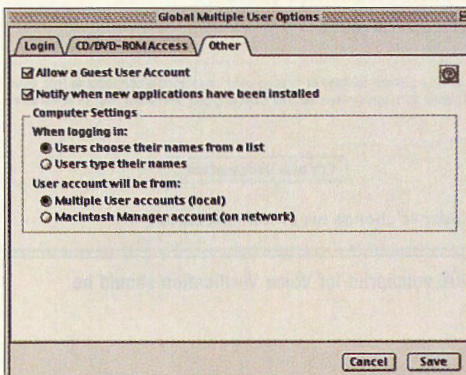 Global Multiple User Options
Login
CD/DVD-ROM Access
Other
Allow a Guest User Account
Notify when new applications have been installed
Computer Settings
When logging in:
Users choose their names from a list
Users type their names
User account will be from:
Multiple User accounts (local)
Macintosh Manager account (on network)
Cancel
Save